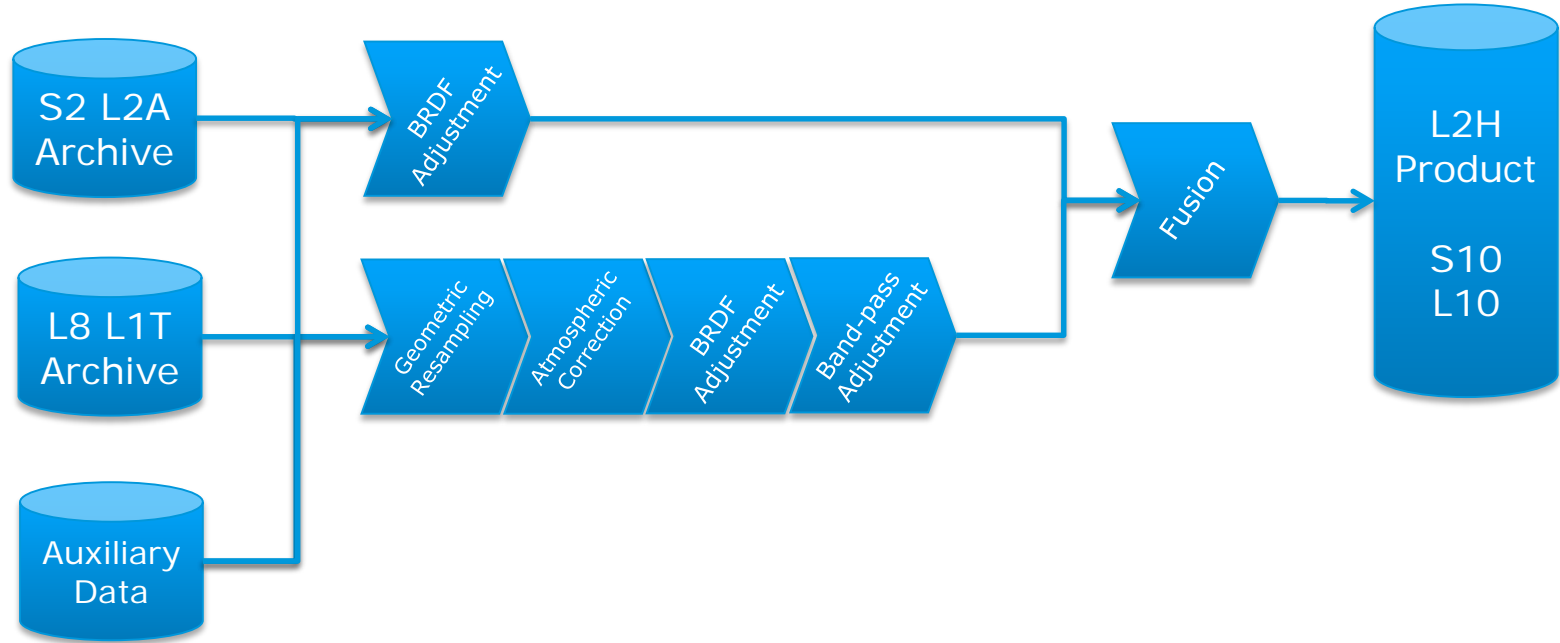 S2 L2A
Archive
BRDF
Adjustment
L8 L1T
Archive
Geometric
Resampling
Atmospheric
Correction
BRDF
Adjustment
Band-pass
Adjustment
Auxiliary
Data
Fusion
L2H
Product
S10
L10